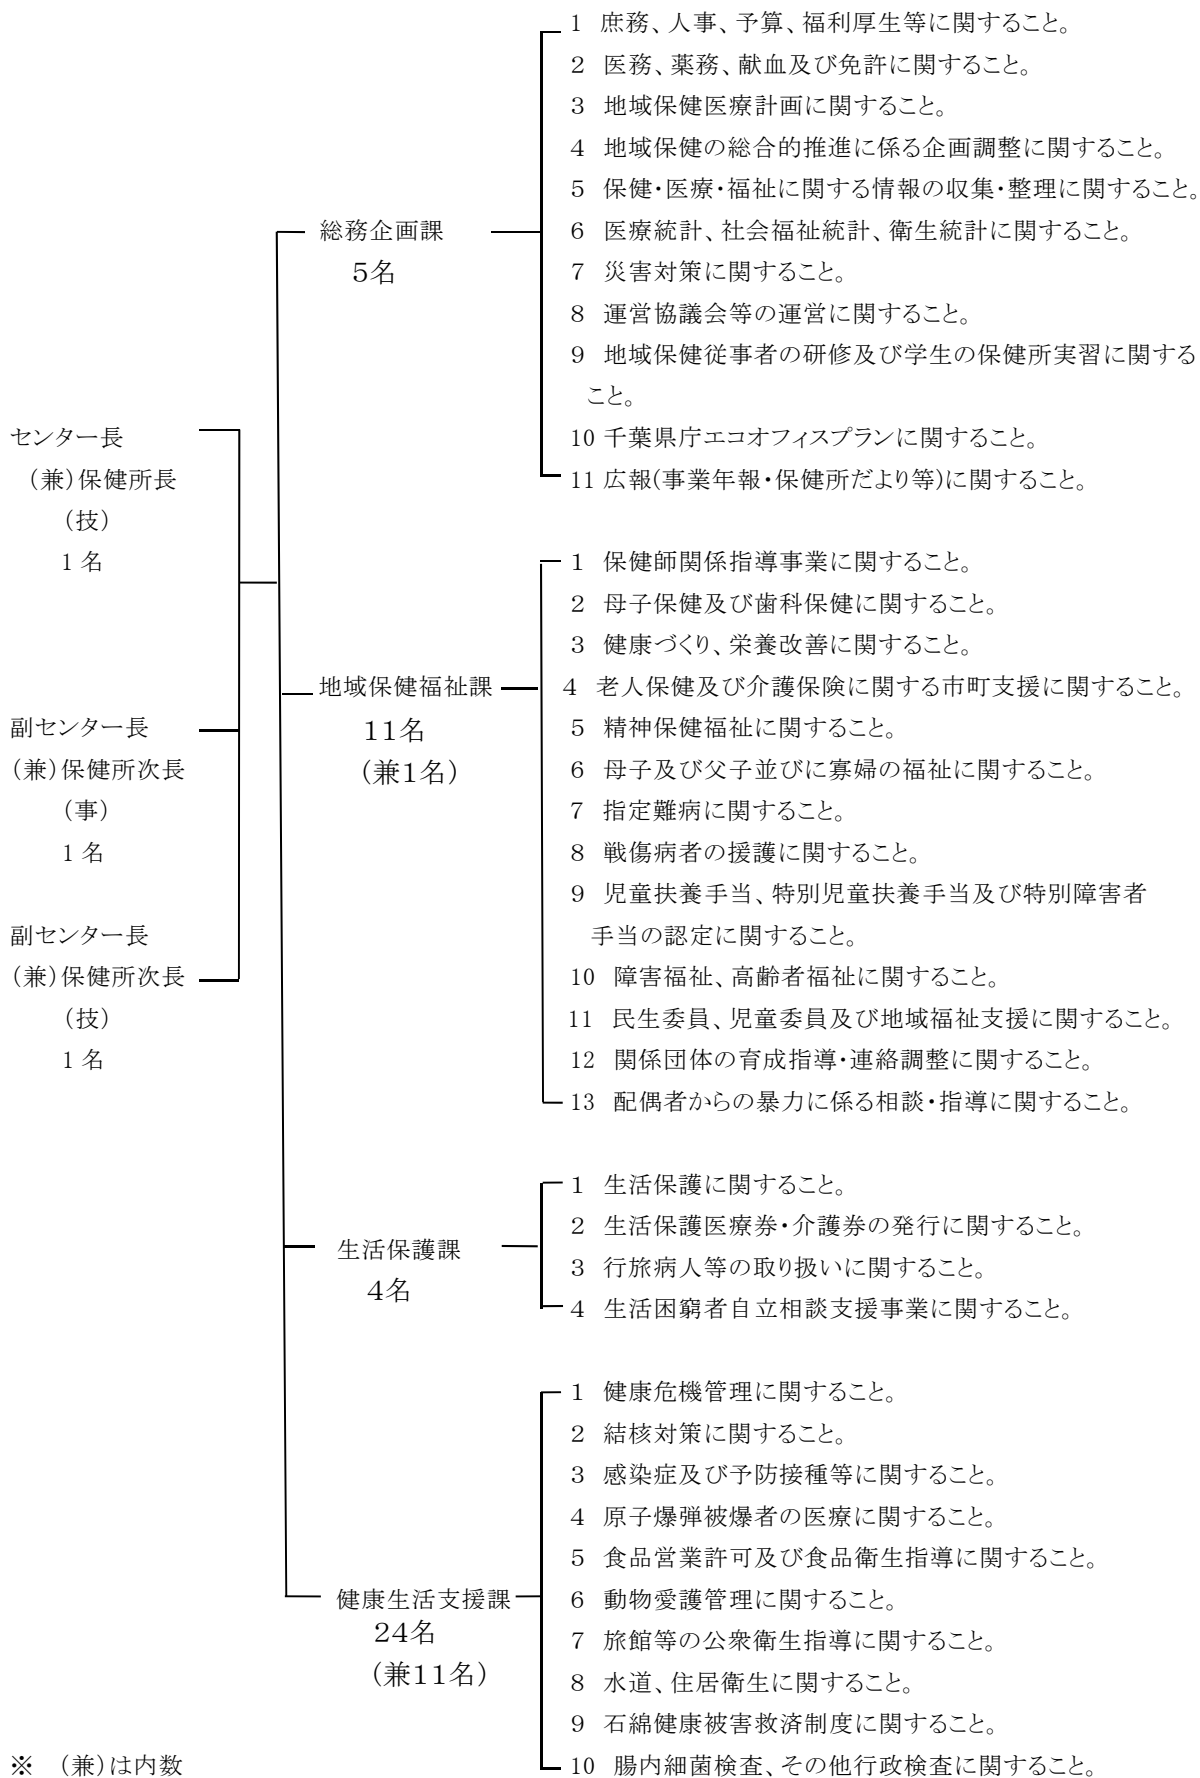 センター長
(兼)保健所長
(技)
1名
副センター長
(兼)保健所次長
(事)
1名
副センター長
(兼)保健所次長
(技)
1名
総務企画課
5名
1 庶務、人事、予算、福利厚生等に関すること。
2 医務、薬務、献血及び免許に関すること。
3 地域保健医療計画に関すること。
4 地域保健の総合的推進に係る企画調整に関すること。
5 保健・医療・福祉に関する情報の収集・整理に関すること。
6 医療統計、社会福祉統計、衛生統計に関すること。
7 災害対策に関すること。
8 運営協議会等の運営に関すること。
9 地域保健従事者の研修及び学生の保健所実習に関する
こと。
10 千葉県庁エコオフィスプランに関すること。
11 広報(事業年報・保健所だより等)に関すること。
地域保健福祉課
11名
(兼1名)
1 保健師関係指導事業に関すること。
2 母子保健及び歯科保健に関すること。
3 健康づくり、栄養改善に関すること。
4 老人保健及び介護保険に関する市町支援に関すること。
5 精神保健福祉に関すること。
6 母子及び父子並びに寡婦の福祉に関すること。
7 指定難病に関すること。
8 戦傷病者の援護に関すること。
9 児童扶養手当、特別児童扶養手当及び特別障害者
手当の認定に関すること。
10 障害福祉、高齢者福祉に関すること。
11 民生委員、児童委員及び地域福祉支援に関すること。
12 関係団体の育成指導・連絡調整に関すること。
13 配偶者からの暴力に係る相談・指導に関すること。
生活保護課
4名
1 生活保護に関すること。
2 生活保護医療券・介護券の発行に関すること。
3 行旅病人等の取り扱いに関すること。
4 生活困窮者自立相談支援事業に関すること。
健康生活支援課
24名
(兼11名)
1 健康危機管理に関すること。
2 結核対策に関すること。
3 感染症及び予防接種等に関すること。
4 原子爆弾被爆者の医療に関すること。
5 食品営業許可及び食品衛生指導に関すること。
6 動物愛護管理に関すること。
7 旅館等の公衆衛生指導に関すること。
8 水道、住居衛生に関すること。
9 石綿健康被害救済制度に関すること。
10 腸内細菌検査、その他行政検査に関すること。
※ (兼)は内数